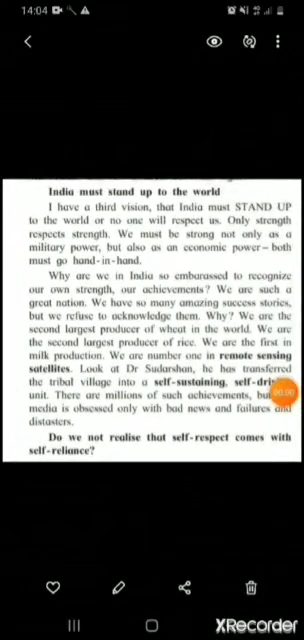 14:04
India must stand up to the world
I have a third vision, that India must STAND UP
to the world or no one will respect us. Only strength
respects strength. We must be strong not only as a
military power, but also as an economic power – both
must go hand-in-hand.
Why are we in India so embarassed to recognize
our own strength, our achievements? We are such a
great nation. We have so many amazing success stories,
but we refuse to acknowledge them. Why? We are the
second largest producer of wheat in the world. We are
the second largest producer of rice. We are the first in
milk production. We are number one in remote sensing
satellites. Look at Dr Sudarshan, he has transferred
the tribal village into a self-sustaining,
unit. There are millions of such achievements,
00:00
media is obsessed only with bad news and failures and
distasters.
Do we not realise that self-respect comes with
self-reliance?
XRecorder